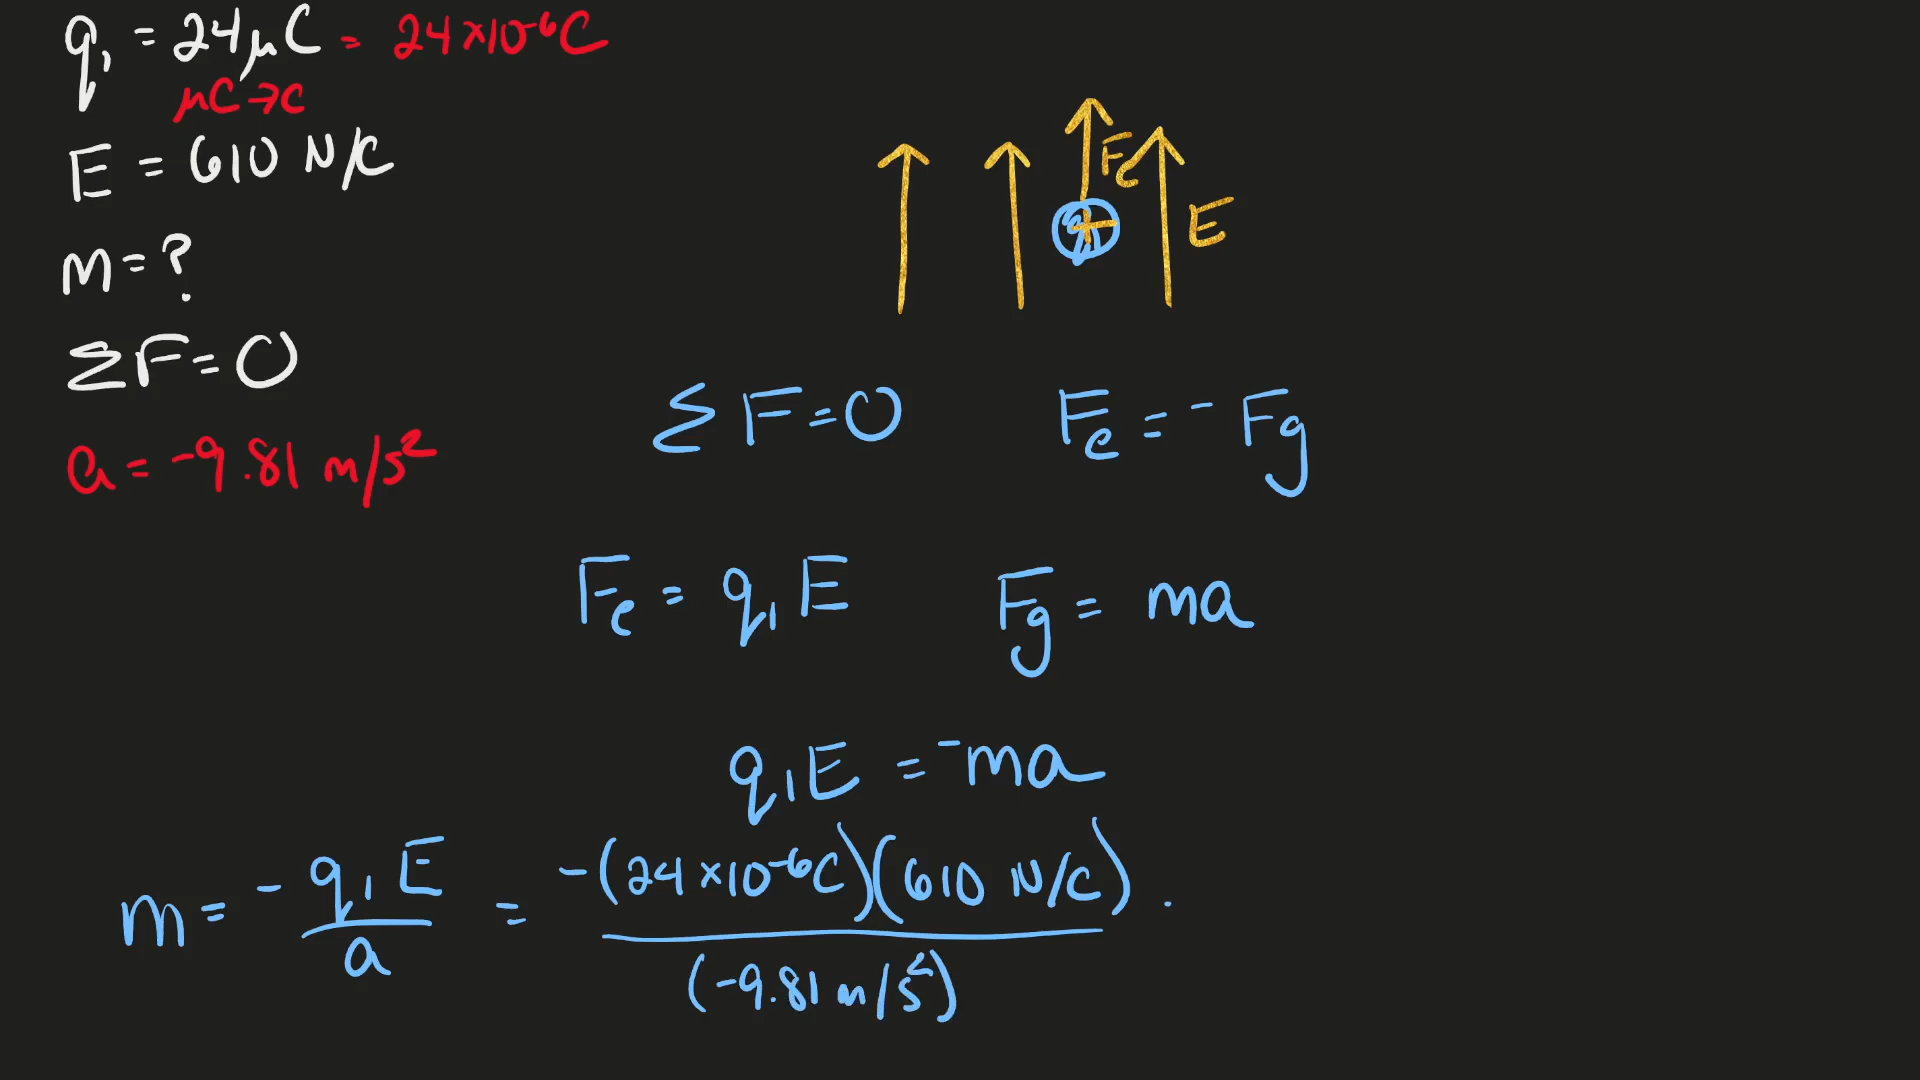 q₁ = 24μC = 24×10⁻⁶C
μC→C
E = 610 N/C
m = ?
ΣF = 0
a = -9.81 m/s²
Fe
q +
E
ΣF = 0 Fe = -Fg
Fe = q₁E Fg = ma
q₁E = -ma
m = -q₁E/a = -(24×10⁻⁶C)(610 N/C)/(-9.81 m/s²) .